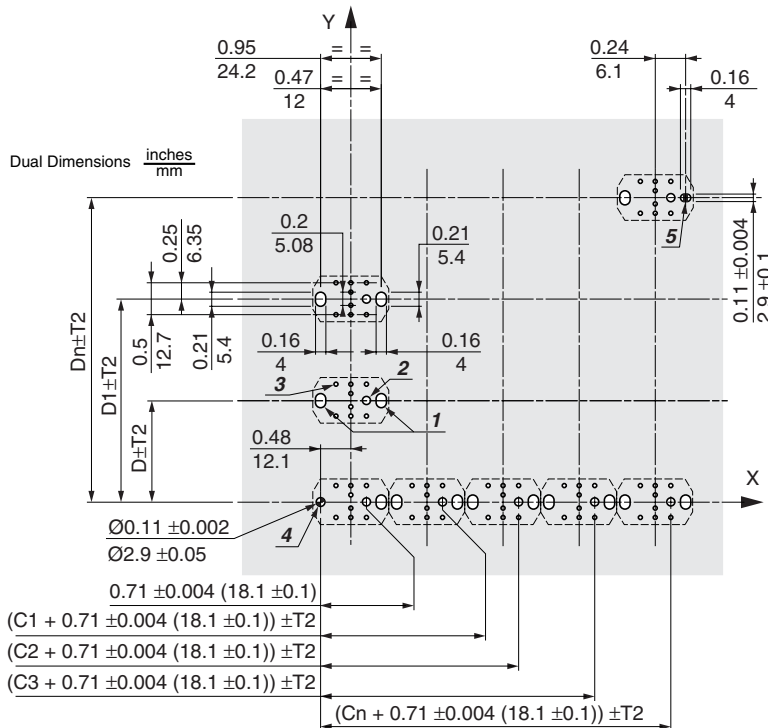 Y
0.95
24.2
= =
0.47
12
= =
0.24
6.1
0.16
4
Dual Dimensions inches
mm
5
0.11 ±0.004
2.9 ±0.1
0.25
6.35
0.2
5.08
0.21
5.4
0.5
12.7
0.21
5.4
0.16
4
0.16
4
Dn±T2
D1±T2
D±T2
3
2
1
0.48
12.1
X
Ø0.11 ±0.002
Ø2.9 ±0.05
4
0.71 ±0.004 (18.1 ±0.1)
(C1 + 0.71 ±0.004 (18.1 ±0.1)) ±T2
(C2 + 0.71 ±0.004 (18.1 ±0.1)) ±T2
(C3 + 0.71 ±0.004 (18.1 ±0.1)) ±T2
(Cn + 0.71 ±0.004 (18.1 ±0.1)) ±T2